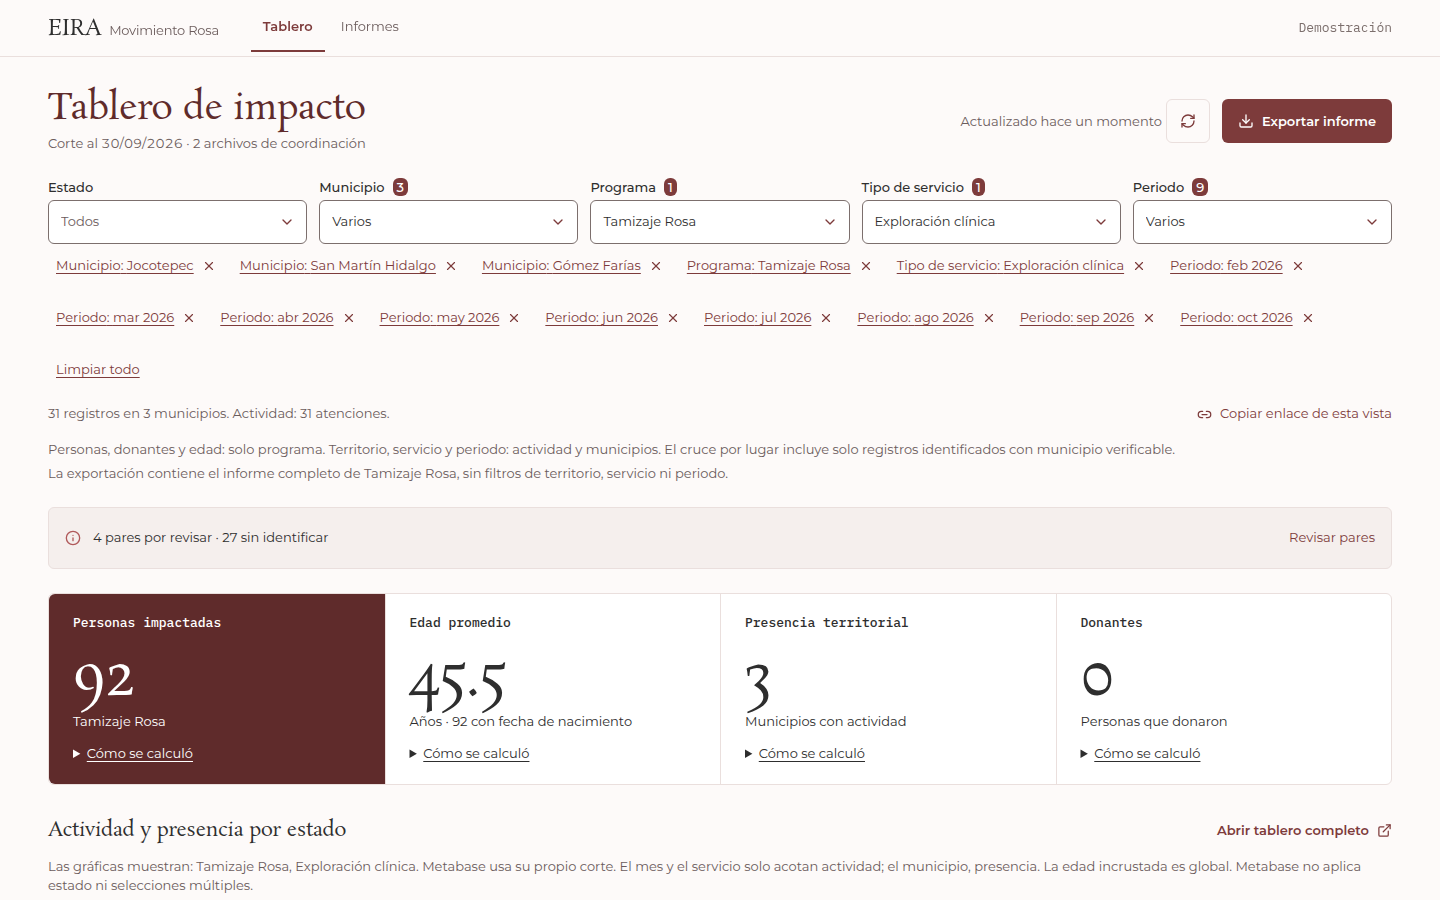 EIRA Movimiento Rosa Tablero Informes Demostración
Tablero de impacto
Corte al 30/09/2026 · 2 archivos de coordinación
Actualizado hace un momento
Exportar informe
Estado Municipio 3 Programa 1 Tipo de servicio 1 Periodo 9
Todos Varios Tamizaje Rosa Exploración clínica Varios
Municipio: Jocotepec × Municipio: San Martín Hidalgo × Municipio: Gómez Farías × Programa: Tamizaje Rosa × Tipo de servicio: Exploración clínica × Periodo: feb 2026 ×
Periodo: mar 2026 × Periodo: abr 2026 × Periodo: may 2026 × Periodo: jun 2026 × Periodo: jul 2026 × Periodo: ago 2026 × Periodo: sep 2026 × Periodo: oct 2026 ×
Limpiar todo
31 registros en 3 municipios. Actividad: 31 atenciones.
Copiar enlace de esta vista
Personas, donantes y edad: solo programa. Territorio, servicio y periodo: actividad y municipios. El cruce por lugar incluye solo registros identificados con municipio verificable.
La exportación contiene el informe completo de Tamizaje Rosa, sin filtros de territorio, servicio ni periodo.
4 pares por revisar · 27 sin identificar
Revisar pares
Personas impactadas
92
Tamizaje Rosa
Cómo se calculó
Edad promedio
45.5
Años · 92 con fecha de nacimiento
Cómo se calculó
Presencia territorial
3
Municipios con actividad
Cómo se calculó
Donantes
0
Personas que donaron
Cómo se calculó
Actividad y presencia por estado
Abrir tablero completo
Las gráficas muestran: Tamizaje Rosa, Exploración clínica. Metabase usa su propio corte. El mes y el servicio solo acotan actividad; el municipio, presencia. La edad incrustada es global. Metabase no aplica
estado ni selecciones múltiples.